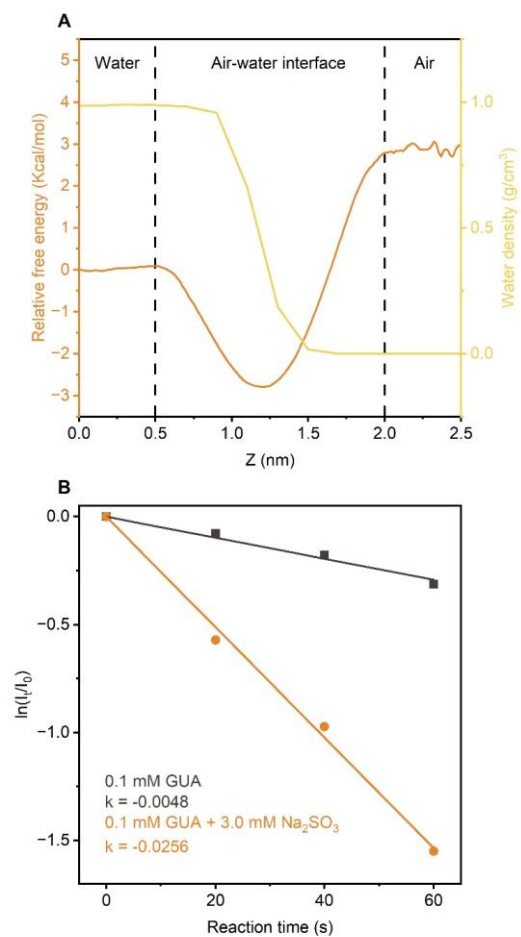 A
Water
Air-water interface
Air
5
4
3
2
1
0
−1
−2
−3
Relative free energy (Kcal/mol)
1.0
0.5
0.0
Water density (g/cm³)
0.0
0.5
1.0
1.5
2.0
2.5
Z (nm)
B
0.0
−0.5
−1.0
−1.5
ln(Iₜ/I₀)
0.1 mM GUA
k = -0.0048
0.1 mM GUA + 3.0 mM Na₂SO₃
k = -0.0256
0
20
40
60
Reaction time (s)